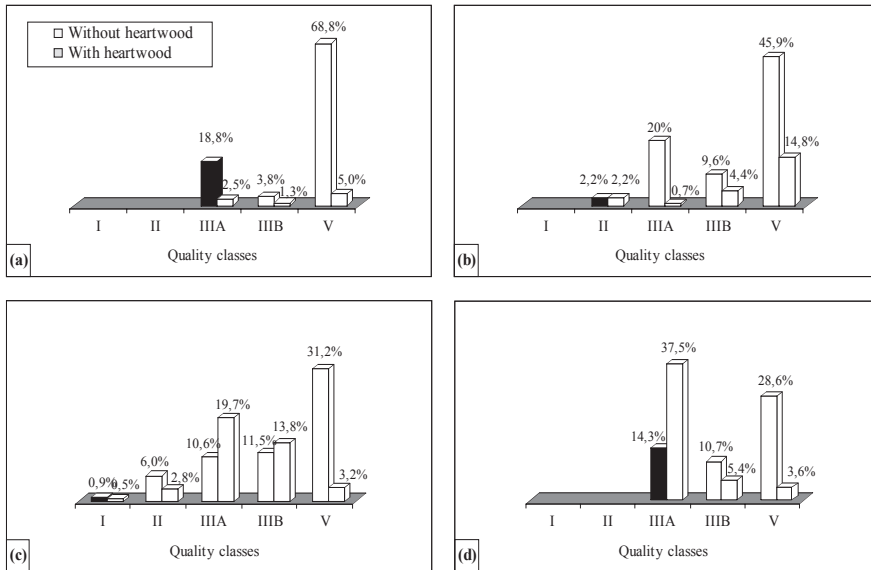 Without heartwood
With heartwood
68,8%
18,8%
2,5%
3,8%
1,3%
5,0%
I II IIIA IIIB V
Quality classes
(a)
45,9%
20%
14,8%
9,6%
4,4%
2,2% 2,2%
0,7%
I II IIIA IIIB V
Quality classes
(b)
31,2%
19,7%
10,6%
11,5%
13,8%
6,0%
2,8%
0,9%
0,5%
3,2%
I II IIIA IIIB V
Quality classes
(c)
37,5%
28,6%
14,3%
10,7%
5,4%
3,6%
I II IIIA IIIB V
Quality classes
(d)